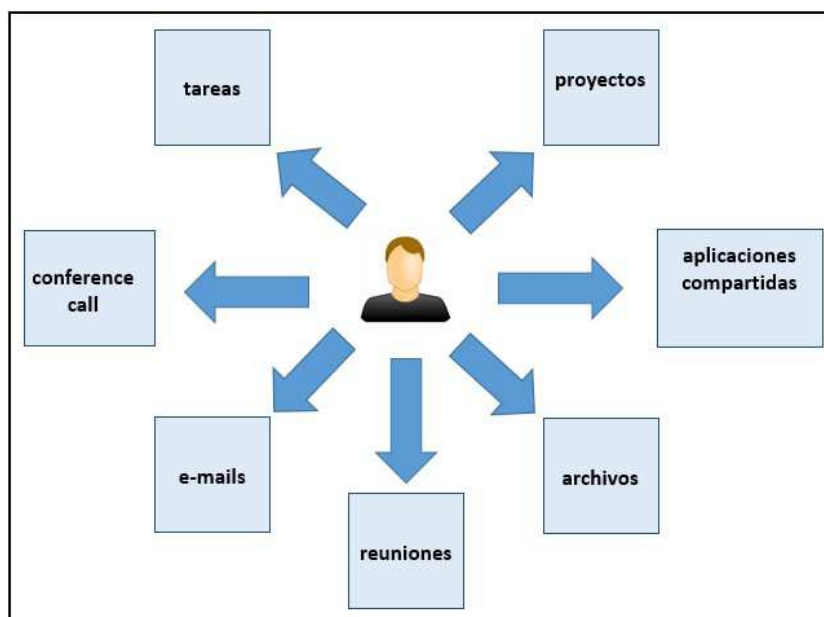 tareas
proyectos
conference
call
aplicaciones
compartidas
e-mails
archivos
reuniones